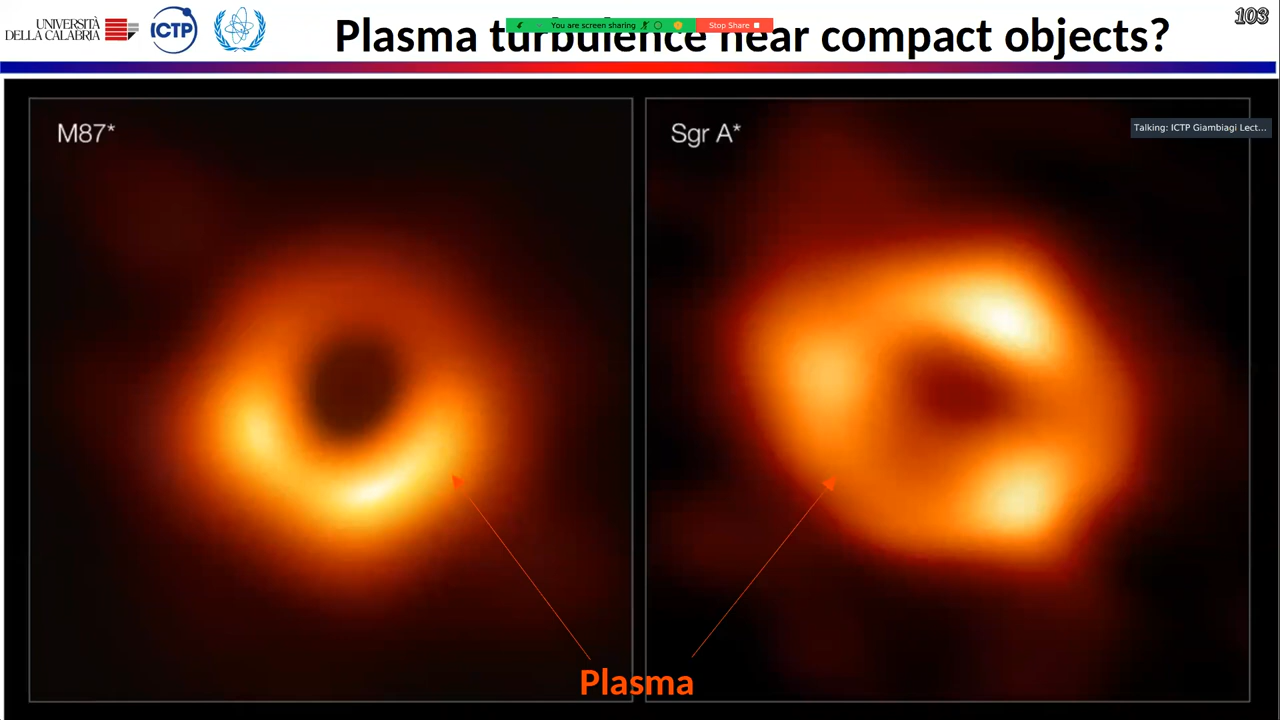 UNIVERSITÀ
DELLA CALABRIA
ICTP
Plasma turbulence near compact objects?
You are screen sharing
Stop Share
103
M87*
Sgr A*
Talking: ICTP Giambiagi Lect...
Plasma